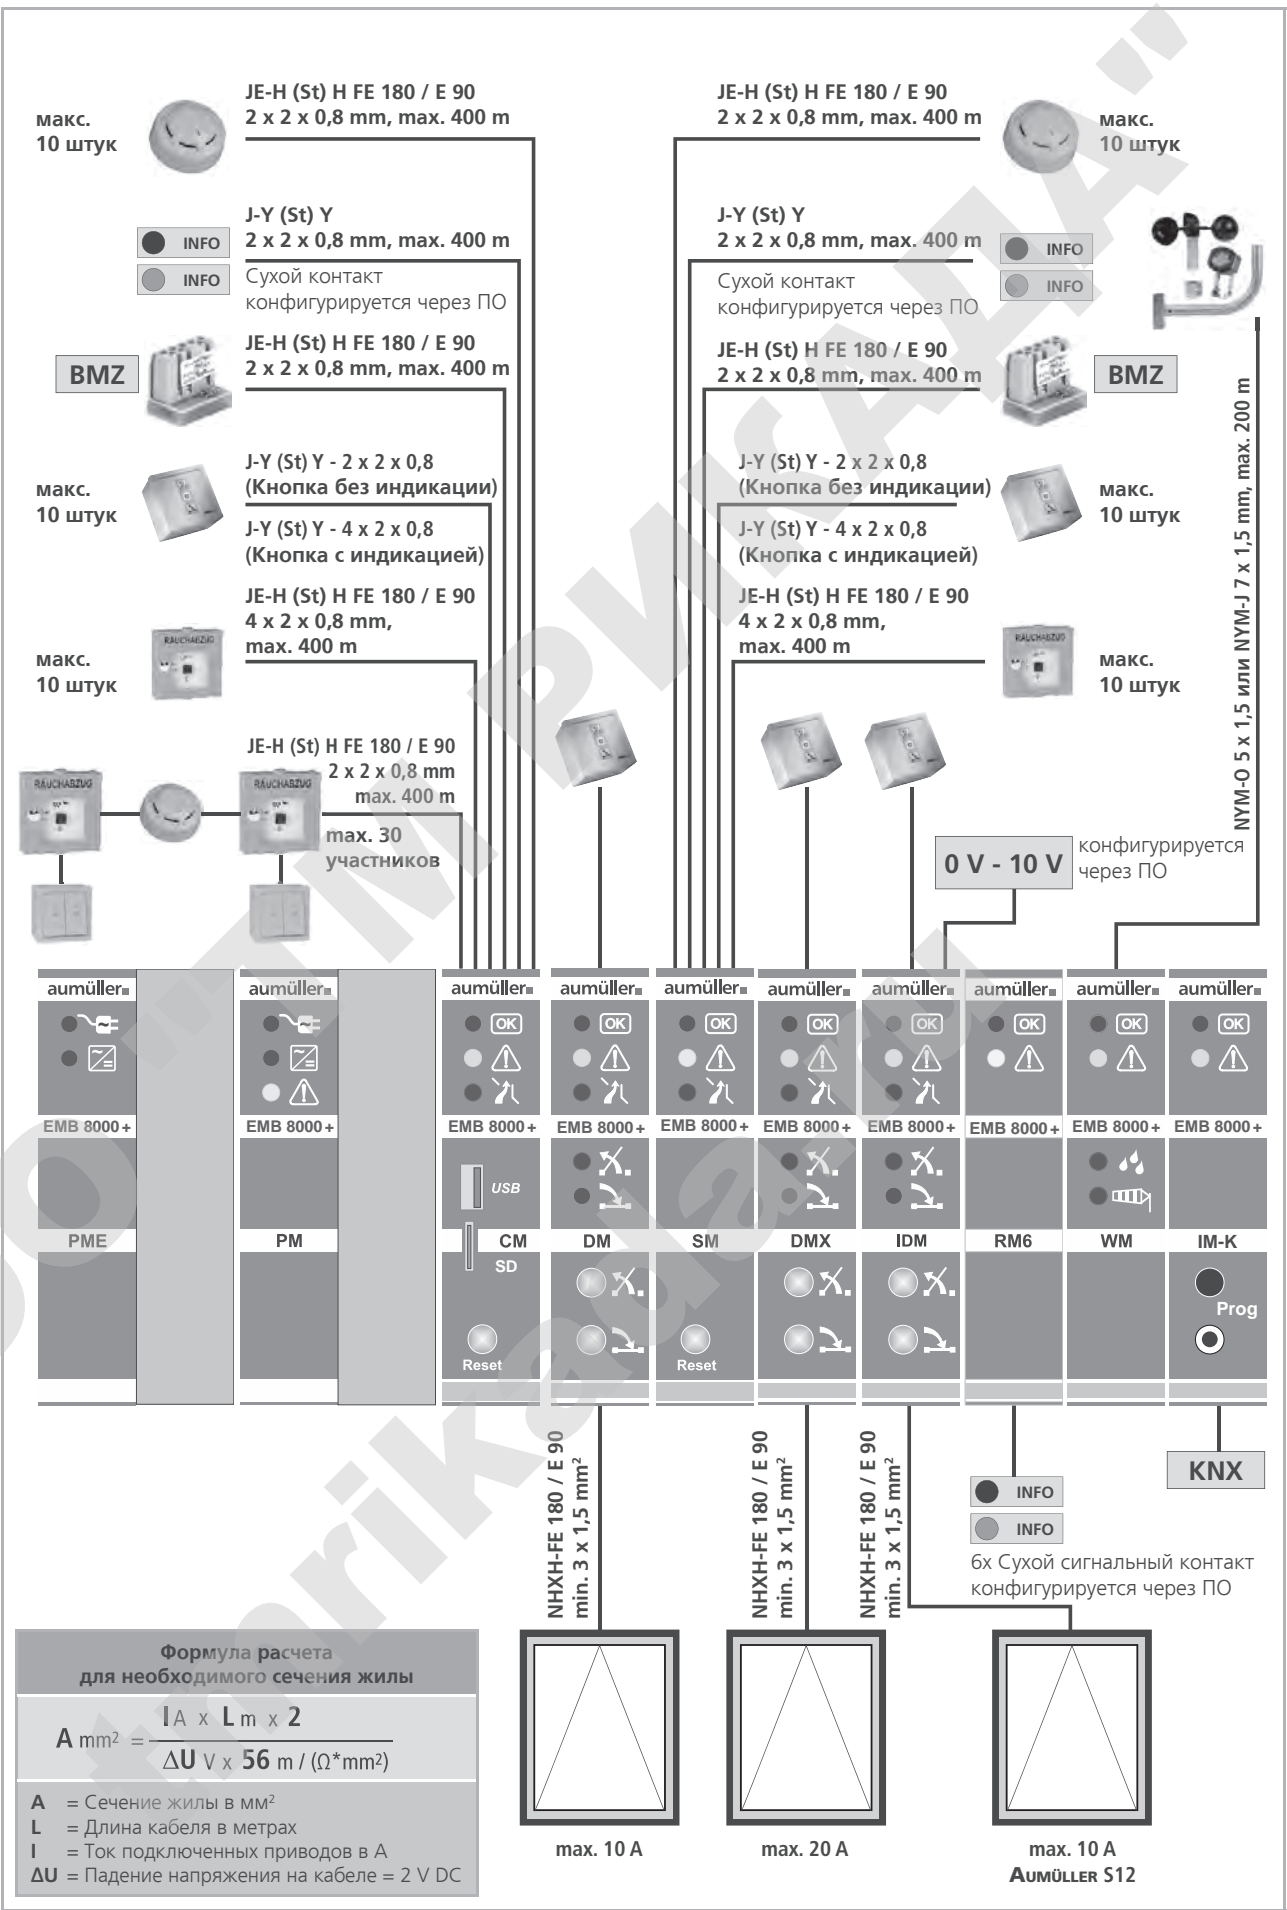 макс.
10 штук
JE-H (St) H FE 180 / E 90
2 x 2 x 0,8 mm, max. 400 m
J-Y (St) Y
2 x 2 x 0,8 mm, max. 400 m
INFO
INFO
Сухой контакт
конфигурируется через ПО
BMZ
JE-H (St) H FE 180 / E 90
2 x 2 x 0,8 mm, max. 400 m
макс.
10 штук
J-Y (St) Y - 2 x 2 x 0,8
(Кнопка без индикации)
J-Y (St) Y - 4 x 2 x 0,8
(Кнопка с индикацией)
JE-H (St) H FE 180 / E 90
4 x 2 x 0,8 mm,
max. 400 m
RAUCHABZUG
макс.
10 штук
JE-H (St) H FE 180 / E 90
2 x 2 x 0,8 mm
max. 400 m
max. 30
участников
RAUCHABZUG
RAUCHABZUG
JE-H (St) H FE 180 / E 90
2 x 2 x 0,8 mm, max. 400 m
макс.
10 штук
J-Y (St) Y
2 x 2 x 0,8 mm, max. 400 m
INFO
INFO
Сухой контакт
конфигурируется через ПО
JE-H (St) H FE 180 / E 90
2 x 2 x 0,8 mm, max. 400 m
BMZ
J-Y (St) Y - 2 x 2 x 0,8
(Кнопка без индикации)
J-Y (St) Y - 4 x 2 x 0,8
(Кнопка с индикацией)
макс.
10 штук
JE-H (St) H FE 180 / E 90
4 x 2 x 0,8 mm,
max. 400 m
RAUCHABZUG
макс.
10 штук
NYM-O 5 x 1,5 или NYM-J 7 x 1,5 mm, max. 200 m
0 V - 10 V
конфигурируется
через ПО
aumüller aumüller aumüller aumüller aumüller aumüller aumüller aumüller aumüller aumüller
OK OK OK OK OK OK OK OK
EMB 8000+ EMB 8000+ EMB 8000+ EMB 8000+ EMB 8000+ EMB 8000+ EMB 8000+ EMB 8000+ EMB 8000+ EMB 8000+
USB
PME PM CM DM SM DMX IDM RM6 WM IM-K
SD
Prog
Reset Reset
NHXH-FE 180 / E 90
min. 3 x 1,5 mm²
NHXH-FE 180 / E 90
min. 3 x 1,5 mm²
NHXH-FE 180 / E 90
min. 3 x 1,5 mm²
KNX
INFO
INFO
6x Сухой сигнальный контакт
конфигурируется через ПО
Формула расчета
для необходимого сечения жилы
A mm² = I A x L m x 2
ΔU V x 56 m / (Ω*mm²)
A = Сечение жилы в мм²
L = Длина кабеля в метрах
I = Ток подключенных приводов в А
ΔU = Падение напряжения на кабеле = 2 V DC
max. 10 A
max. 20 A
max. 10 A
AUMÜLLER S12
ООО "ТМ РИКАДА"
tmrikada.ru